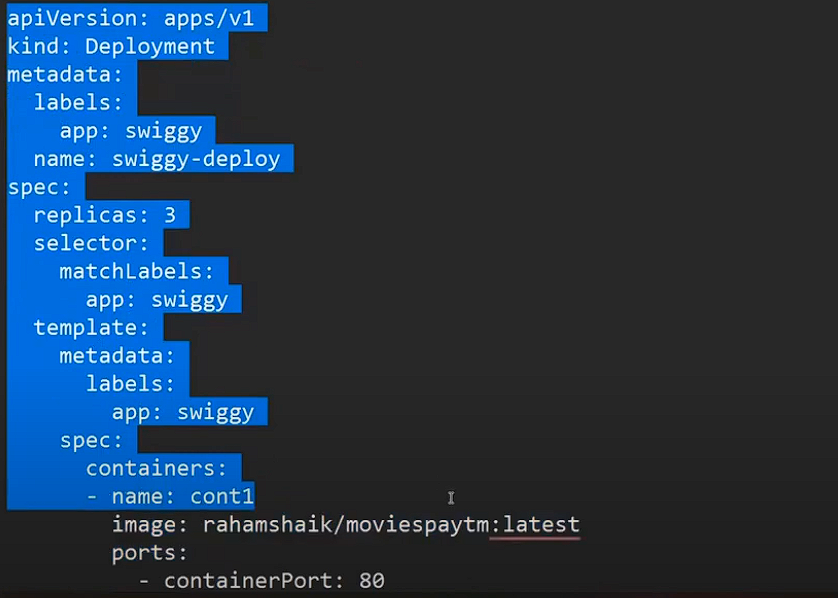 apiVersion: apps/v1
kind: Deployment
metadata:
  labels:
    app: swiggy
  name: swiggy-deploy
spec:
  replicas: 3
  selector:
    matchLabels:
      app: swiggy
  template:
    metadata:
      labels:
        app: swiggy
    spec:
      containers:
      - name: cont1
        image: rahamshaik/moviespaytm:latest
        ports:
          - containerPort: 80